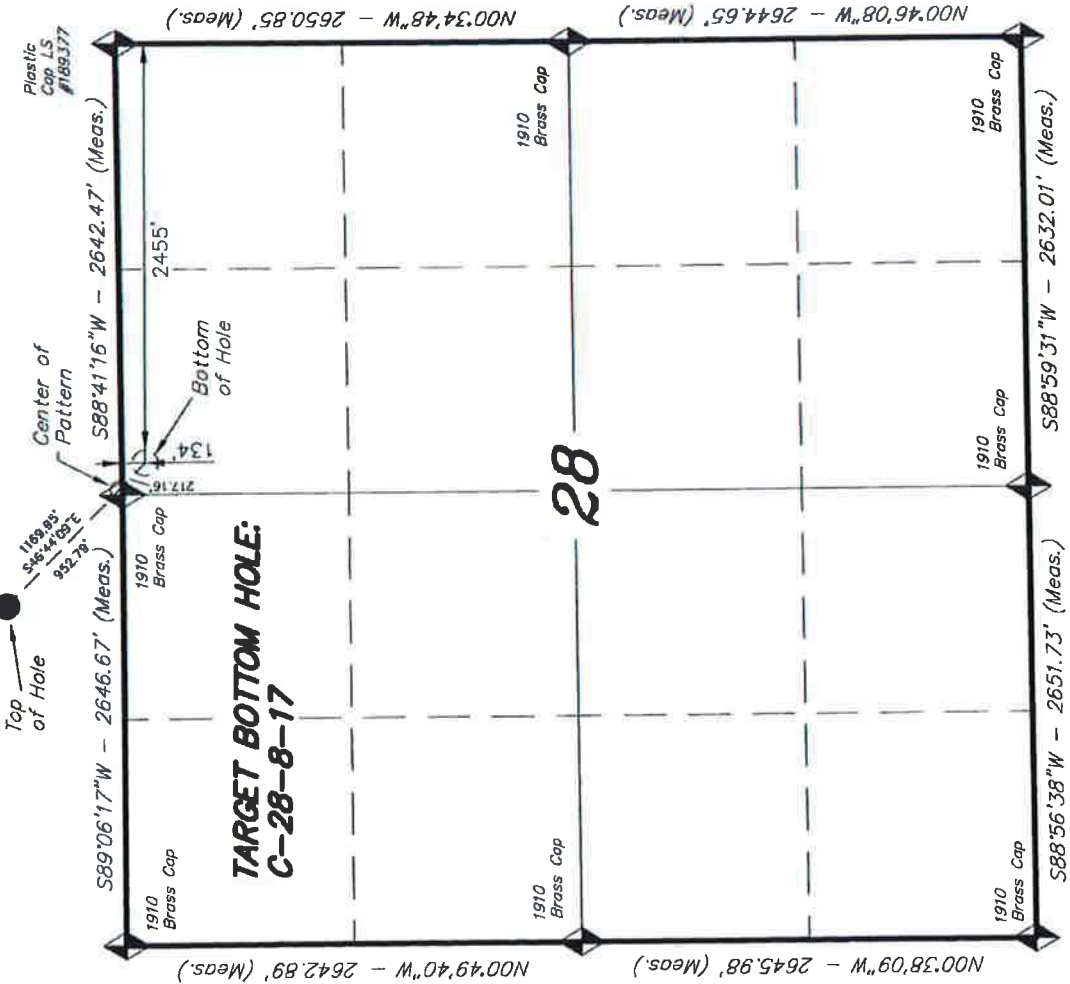 Top
of Hole
1169.95'
S46°44'09"E
952.79'
Center of
Pattern
Plastic
Cap LS
#189377
S89°06'17"W - 2646.67' (Meas.)
S88°41'16"W - 2642.47' (Meas.)
1910
Brass Cap
1910
Brass Cap
217.16'
134'
2455'
Bottom
of Hole
TARGET BOTTOM HOLE:
C-28-8-17
N00°49'40"W - 2642.89' (Meas.)
N00°34'48"W - 2650.85' (Meas.)
1910
Brass Cap
28
1910
Brass Cap
N00°38'09"W - 2645.98' (Meas.)
N00°46'08"W - 2644.65' (Meas.)
1910
Brass Cap
1910
Brass Cap
1910
Brass Cap
S88°56'38"W - 2651.73' (Meas.)
S88°59'31"W - 2632.01' (Meas.)